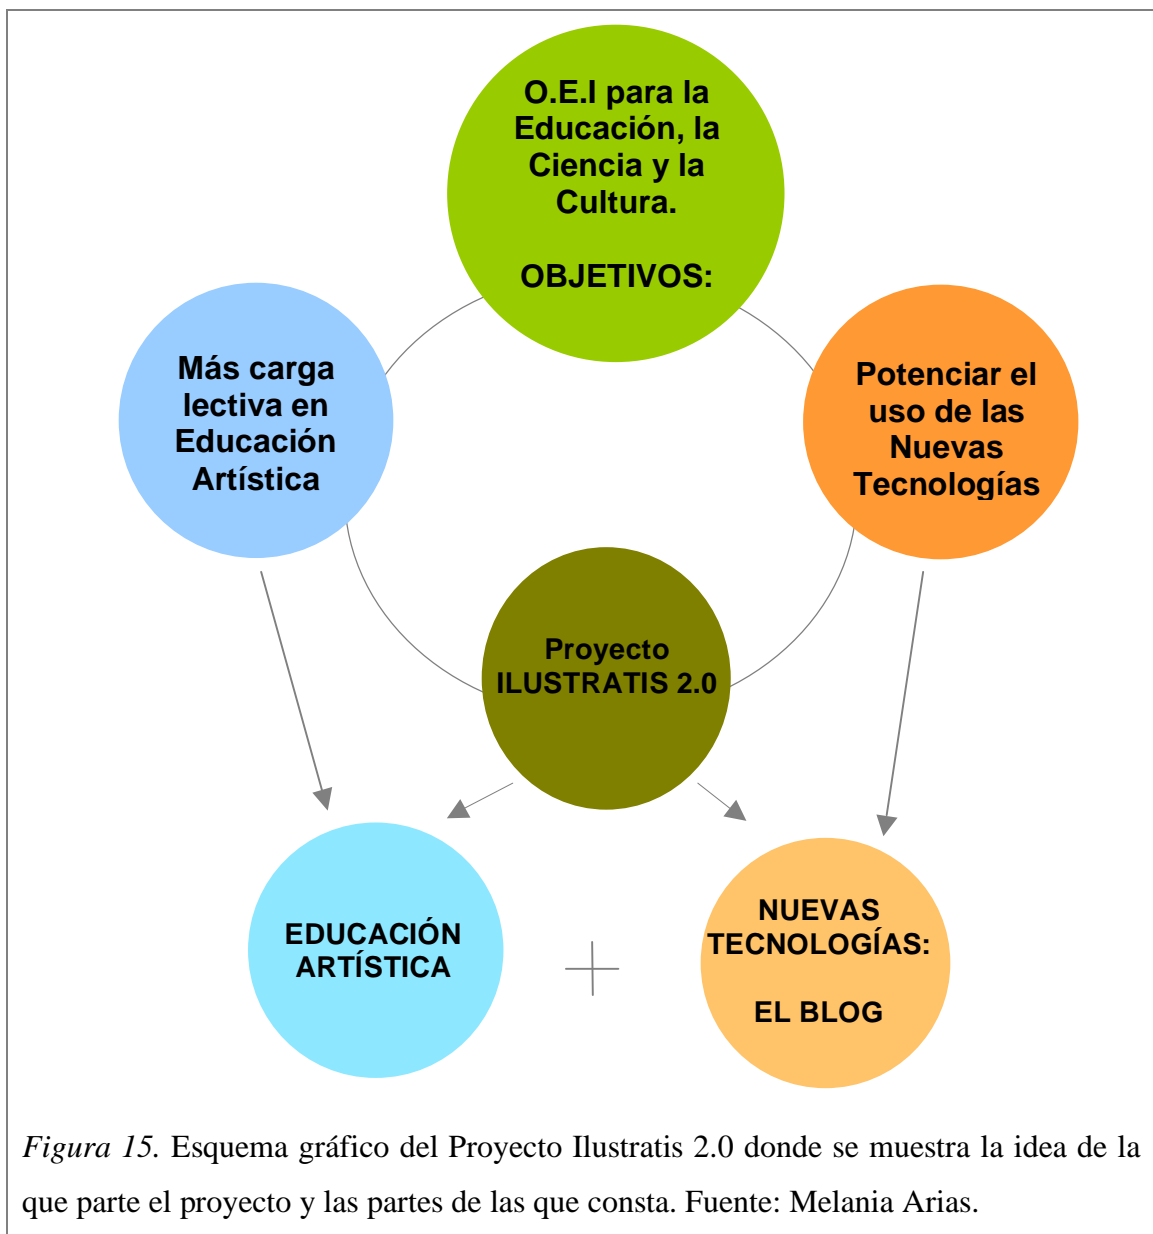 O.E.I para la
Educación, la
Ciencia y la
Cultura.
OBJETIVOS:
Más carga
lectiva en
Educación
Artística
Potenciar el
uso de las
Nuevas
Tecnologías
Proyecto
ILUSTRATIS 2.0
EDUCACIÓN
ARTÍSTICA
NUEVAS
TECNOLOGÍAS:
EL BLOG
Figura 15. Esquema gráfico del Proyecto Ilustratis 2.0 donde se muestra la idea de la
que parte el proyecto y las partes de las que consta. Fuente: Melania Arias.